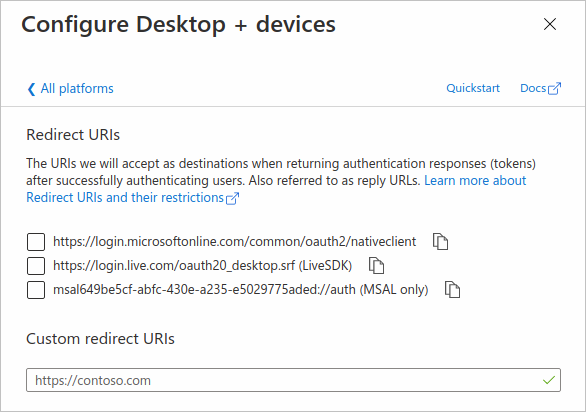 Configure Desktop + devices
All platforms
Quickstart
Docs
Redirect URIs
The URIs we will accept as destinations when returning authentication responses (tokens)
after successfully authenticating users. Also referred to as reply URLs. Learn more about
Redirect URIs and their restrictions
https://login.microsoftonline.com/common/oauth2/nativeclient
https://login.live.com/oauth20_desktop.srf (LiveSDK)
msal649be5cf-abfc-430e-a235-e5029775aded://auth (MSAL only)
Custom redirect URIs
https://contoso.com